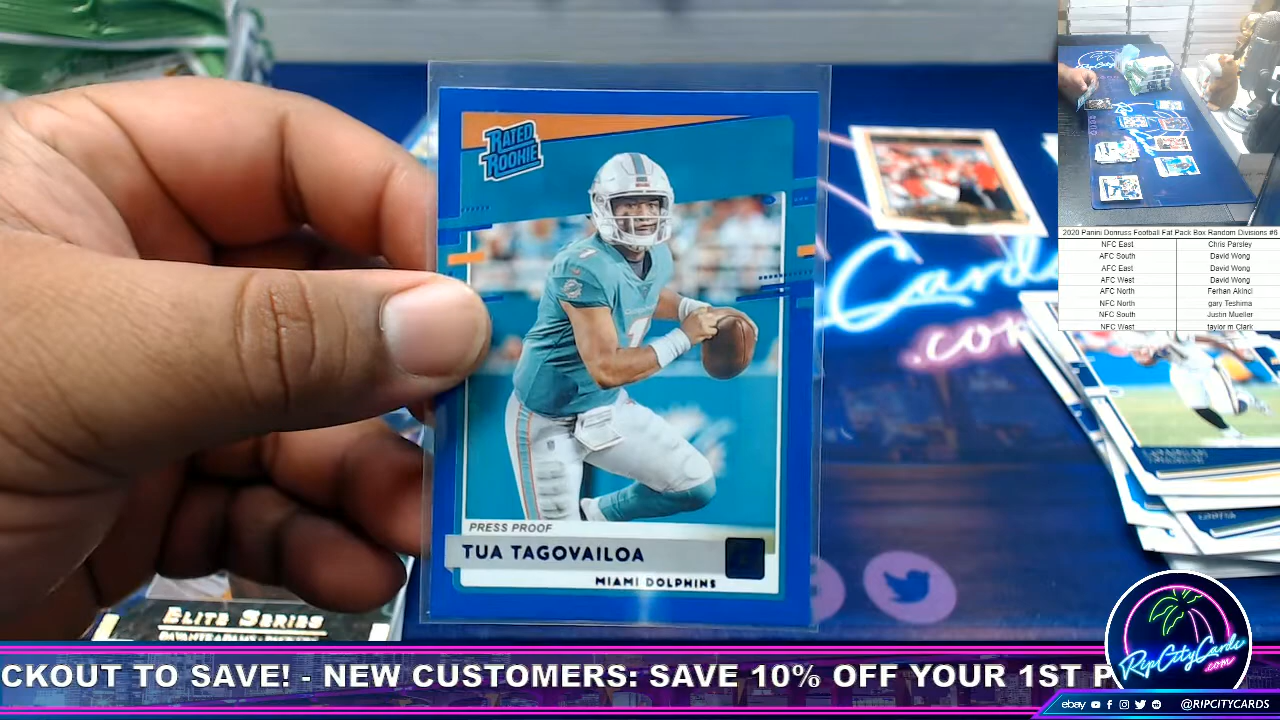 RATED
ROOKIE
PRESS PROOF
TUA TAGOVAILOA
MIAMI DOLPHINS
ELITE SERIES
Cards
.com
2020 Panini Donruss Football Fat Pack Box Random Divisions #6
NFC East Chris Parsley
AFC South David Wong
AFC East David Wong
AFC West David Wong
AFC North Ferhan Akinci
NFC North gary Teshima
NFC South Justin Mueller
NFC West taylor m Clark
CKOUT TO SAVE! - NEW CUSTOMERS: SAVE 10% OFF YOUR 1ST P
RipCityCards
.com
ebay @RIPCITYCARDS